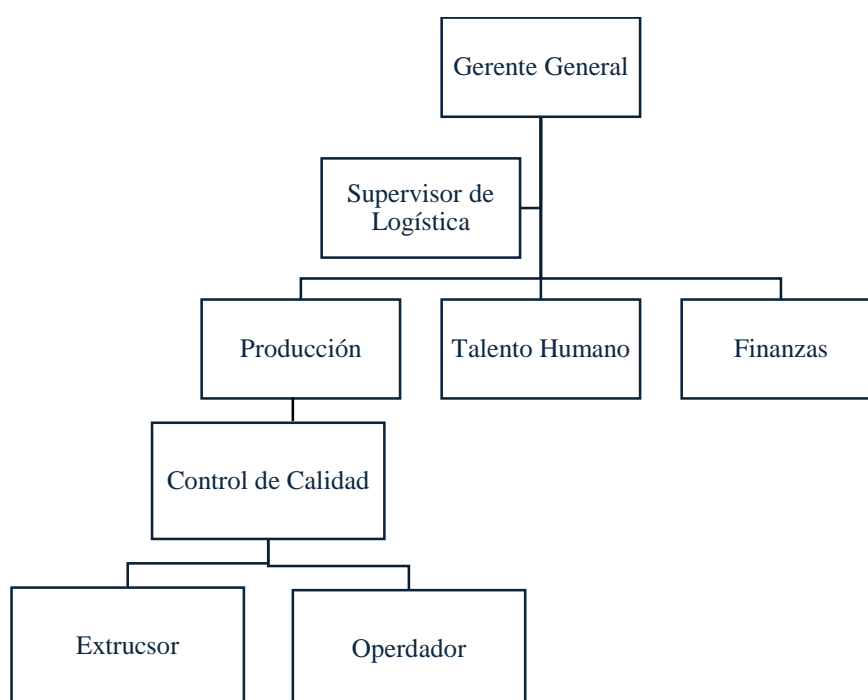 Gerente General
Supervisor de
Logística
Producción
Talento Humano
Finanzas
Control de Calidad
Extrucsor
Operdador